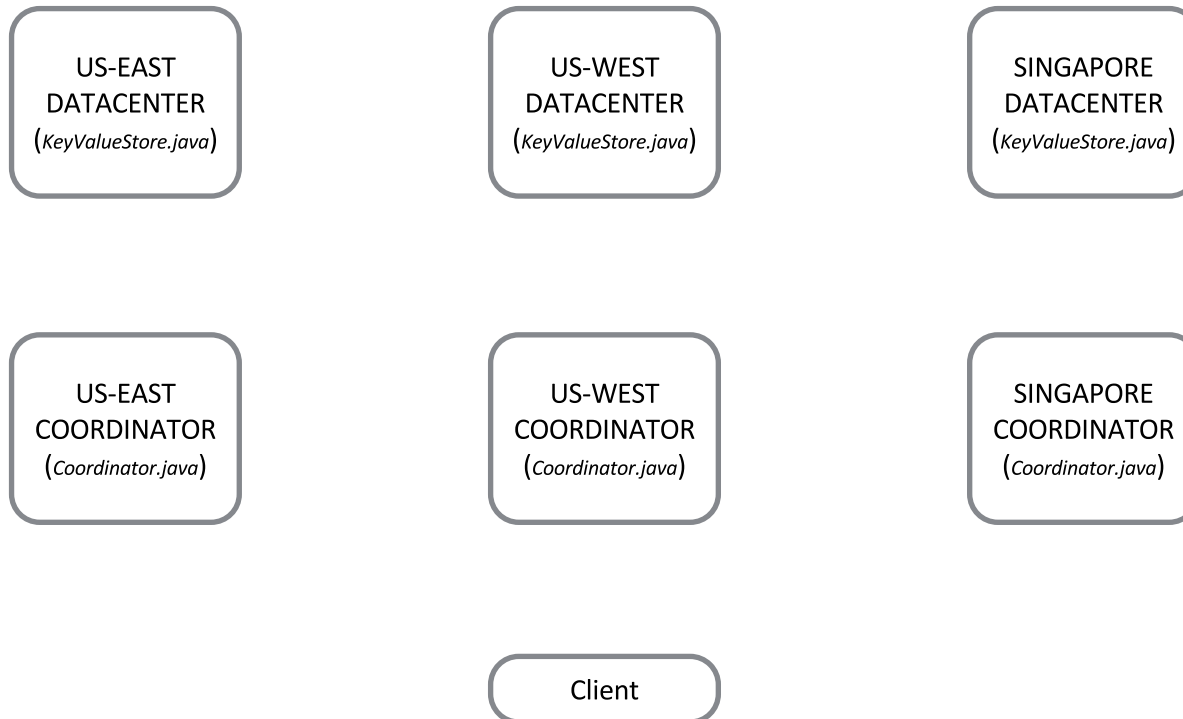 US-EAST
DATACENTER
(KeyValueStore.java)
US-WEST
DATACENTER
(KeyValueStore.java)
SINGAPORE
DATACENTER
(KeyValueStore.java)
US-EAST
COORDINATOR
(Coordinator.java)
US-WEST
COORDINATOR
(Coordinator.java)
SINGAPORE
COORDINATOR
(Coordinator.java)
Client